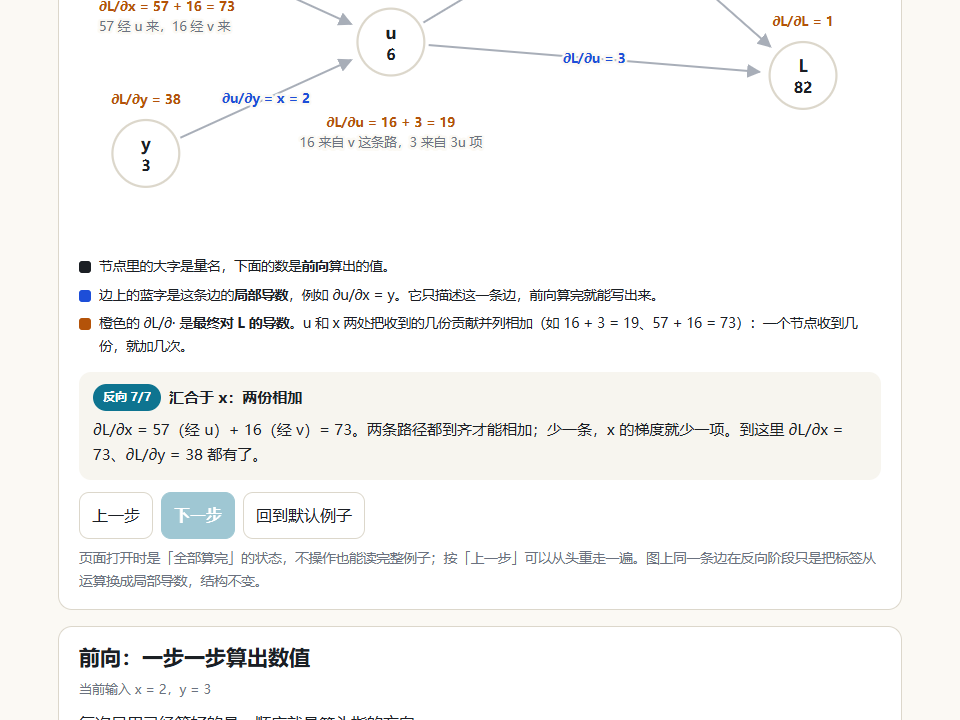 ∂L/∂x = 57 + 16 = 73
57 经 u 来，16 经 v 来
∂L/∂L = 1
u
6
∂L/∂u = 3
L
82
∂L/∂y = 38
∂u/∂y = x = 2
∂L/∂u = 16 + 3 = 19
16 来自 v 这条路，3 来自 3u 项
y
3
节点里的大字是量名，下面的数是前向算出的值。
边上的蓝字是这条边的局部导数，例如 ∂u/∂x = y。它只描述这一条边，前向算完就能写出来。
橙色的 ∂L/∂· 是最终对 L 的导数。u 和 x 两处把收到的几份贡献并列相加（如 16 + 3 = 19、57 + 16 = 73）：一个节点收到几
份，就加几次。
反向 7/7 汇合于 x：两份相加
∂L/∂x = 57（经 u）+ 16（经 v）= 73。两条路径都到齐才能相加；少一条，x 的梯度就少一项。到这里 ∂L/∂x =
73、∂L/∂y = 38 都有了。
上一步 下一步 回到默认例子
页面打开时是「全部算完」的状态，不操作也能读完整例子；按「上一步」可以从头重走一遍。图上同一条边在反向阶段只是把标签从
运算换成局部导数，结构不变。
前向：一步一步算出数值
当前输入 x = 2，y = 3